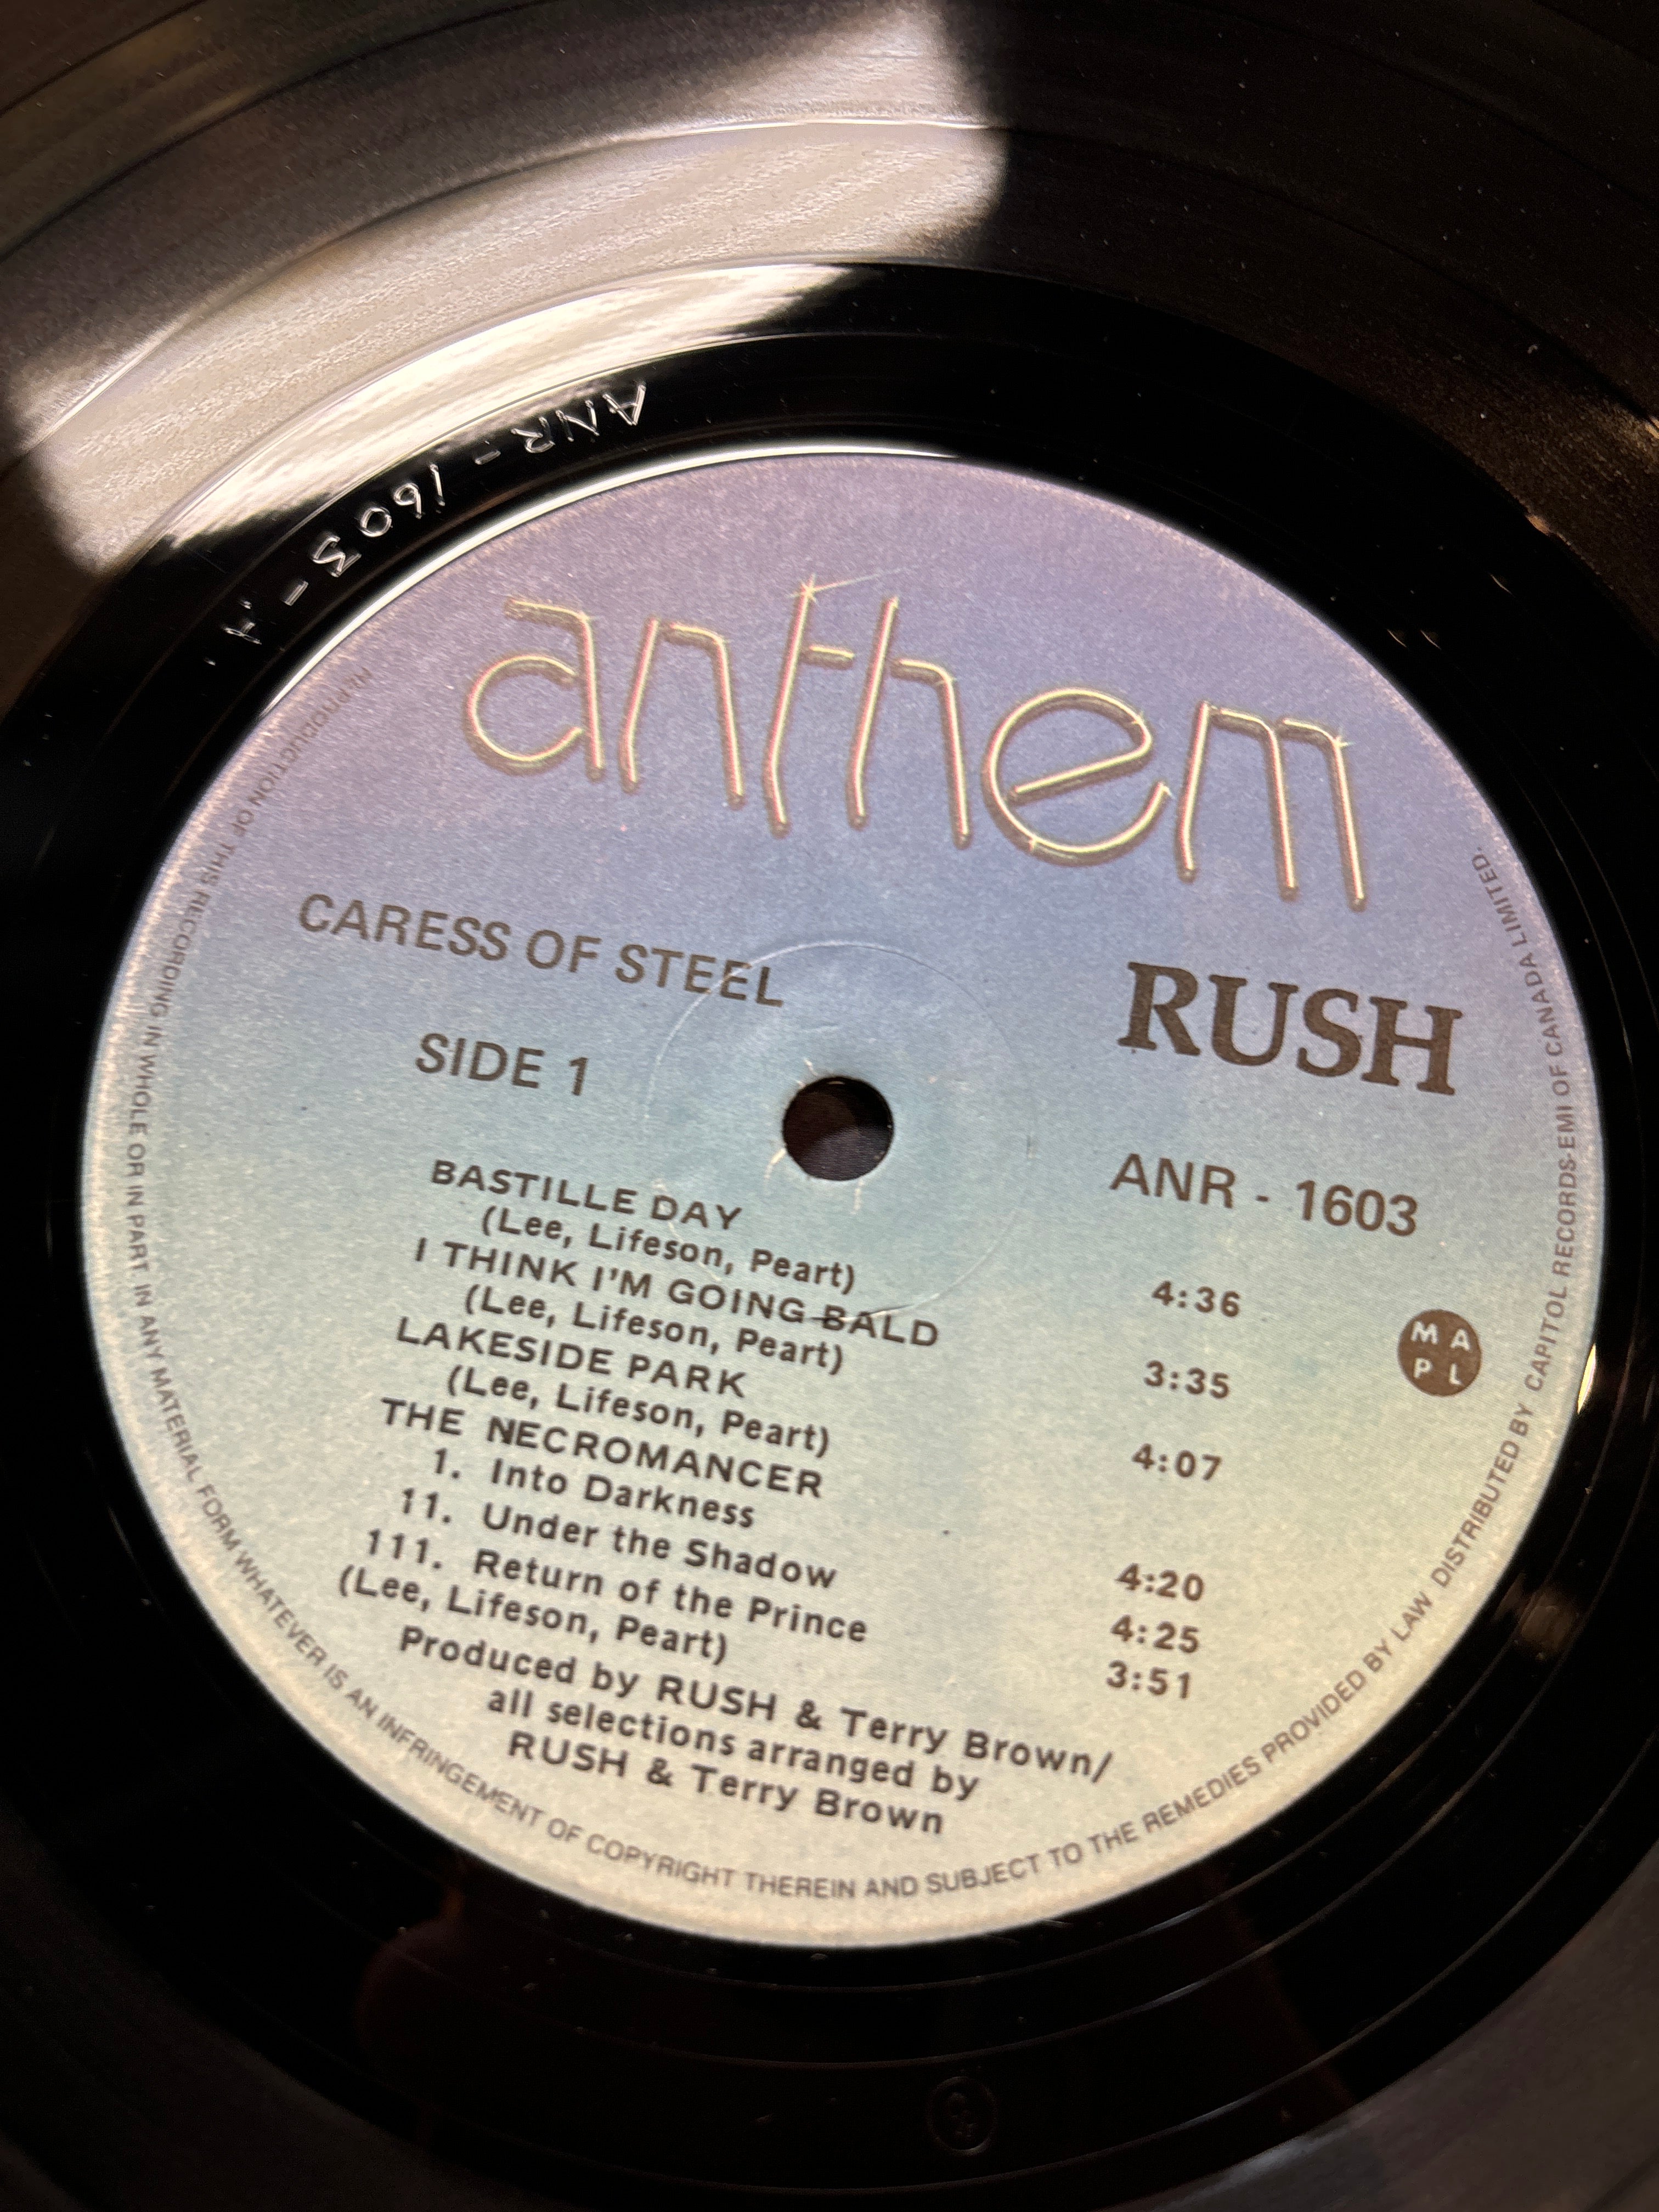 ANR-1603-A
anthem
CARESS OF STEEL
RUSH
SIDE 1
ANR - 1603
BASTILLE DAY
(Lee, Lifeson, Peart) 4:36
I THINK I'M GOING BALD
(Lee, Lifeson, Peart) 3:35
LAKESIDE PARK
(Lee, Lifeson, Peart) 4:07
THE NECROMANCER
1. Into Darkness 4:20
11. Under the Shadow 4:25
111. Return of the Prince 3:51
(Lee, Lifeson, Peart)
Produced by RUSH & Terry Brown/
all selections arranged by
RUSH & Terry Brown
M A
P L
REPRODUCTION OF THIS RECORDING IN WHOLE OR IN PART IN ANY MATERIAL FORM WHATEVER IS AN INFRINGEMENT OF COPYRIGHT THEREIN AND SUBJECT TO THE REMEDIES PROVIDED BY LAW DISTRIBUTED BY CAPITOL RECORDS-EMI OF CANADA LIMITED.